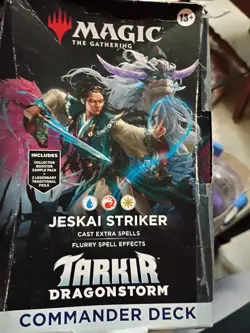 MAGIC
THE GATHERING
13+
INCLUDES
COLLECTOR
BOOSTER
SAMPLE PACK
+
2 LEGENDARY
TRADITIONAL
FOILS
JESKAI STRIKER
CAST EXTRA SPELLS
FLURRY SPELL EFFECTS
TARKIR
DRAGONSTORM
COMMANDER DECK